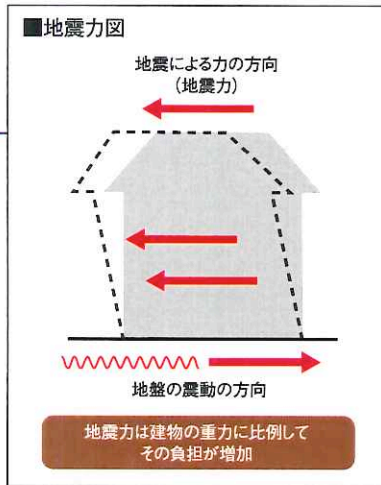 ■地震力図
地震による力の方向
（地震力）
地盤の震動の方向
地震力は建物の重力に比例して
その負担が増加